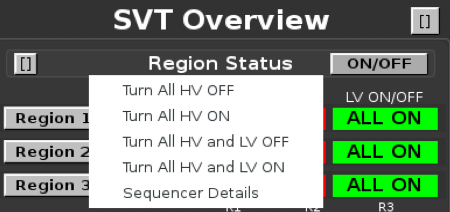 SVT Overview
[]
[]
Region Status
ON/OFF
Turn All HV OFF
LV ON/OFF
Turn All HV ON
Region 1
ALL ON
Turn All HV and LV OFF
Region 2
ALL ON
Turn All HV and LV ON
Region 3
ALL ON
Sequencer Details
R1
R2
R3